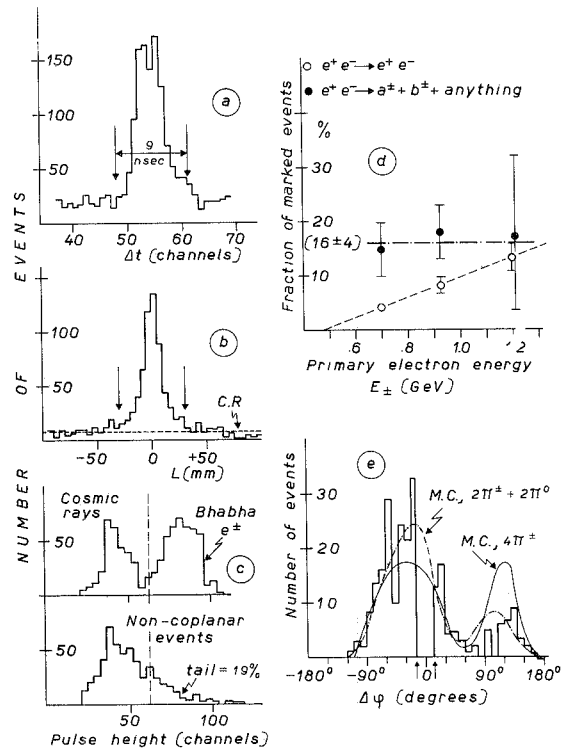 NUMBER OF EVENTS
150
100
50
a
9
nsec
40 50 60 70
Δt (channels)
100
50
b
C.R
-50 0 +50
L(mm)
Cosmic rays
Bhabha e±
50
c
Non-coplanar events
50
tail = 19%
50 100
Pulse height (channels)
○ e+ e- → e+ e-
● e+ e- → a± + b± + anything
Fraction of marked events
%
d
30
20
(16 ± 4)
10
.6 .8 1.0 1.2
Primary electron energy
E± (GeV)
e
Number of events
30
20
10
M.C., 2π± + 2π⁰
M.C., 4π±
-180° -90° 0° 90° 180°
Δφ (degrees)